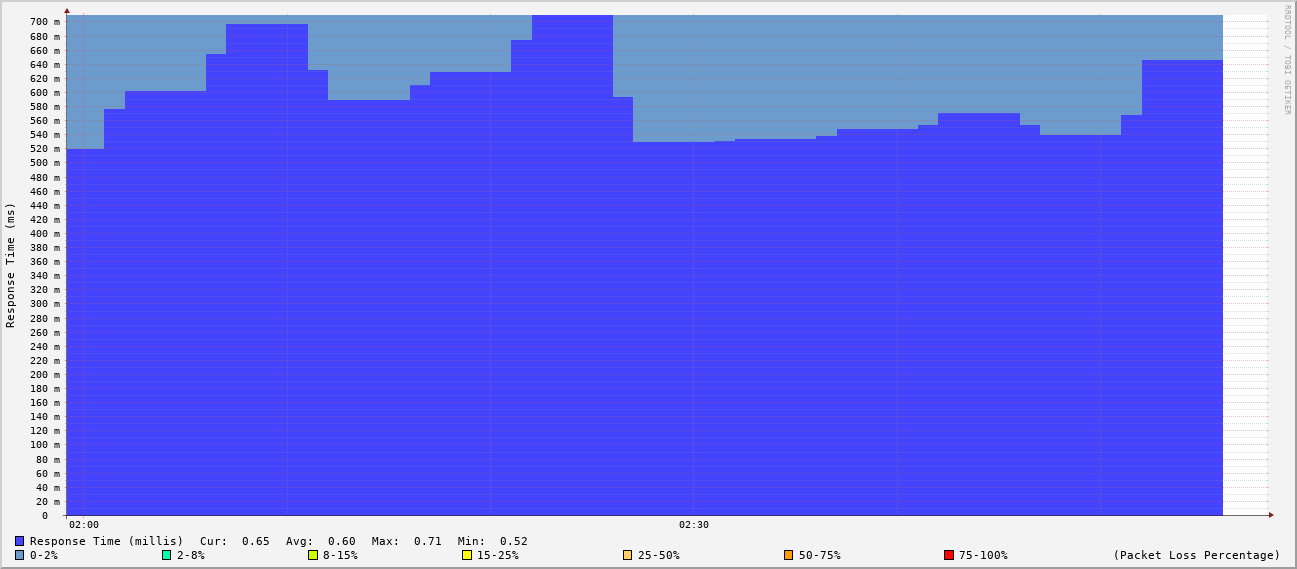 RRDTOOL / TOBI OETIKER
Response Time (ms)
700 m
680 m
660 m
640 m
620 m
600 m
580 m
560 m
540 m
520 m
500 m
480 m
460 m
440 m
420 m
400 m
380 m
360 m
340 m
320 m
300 m
280 m
260 m
240 m
220 m
200 m
180 m
160 m
140 m
120 m
100 m
80 m
60 m
40 m
20 m
0
02:00 02:30
Response Time (millis) Cur: 0.65 Avg: 0.60 Max: 0.71 Min: 0.52
0-2% 2-8% 8-15% 15-25% 25-50% 50-75% 75-100% (Packet Loss Percentage)